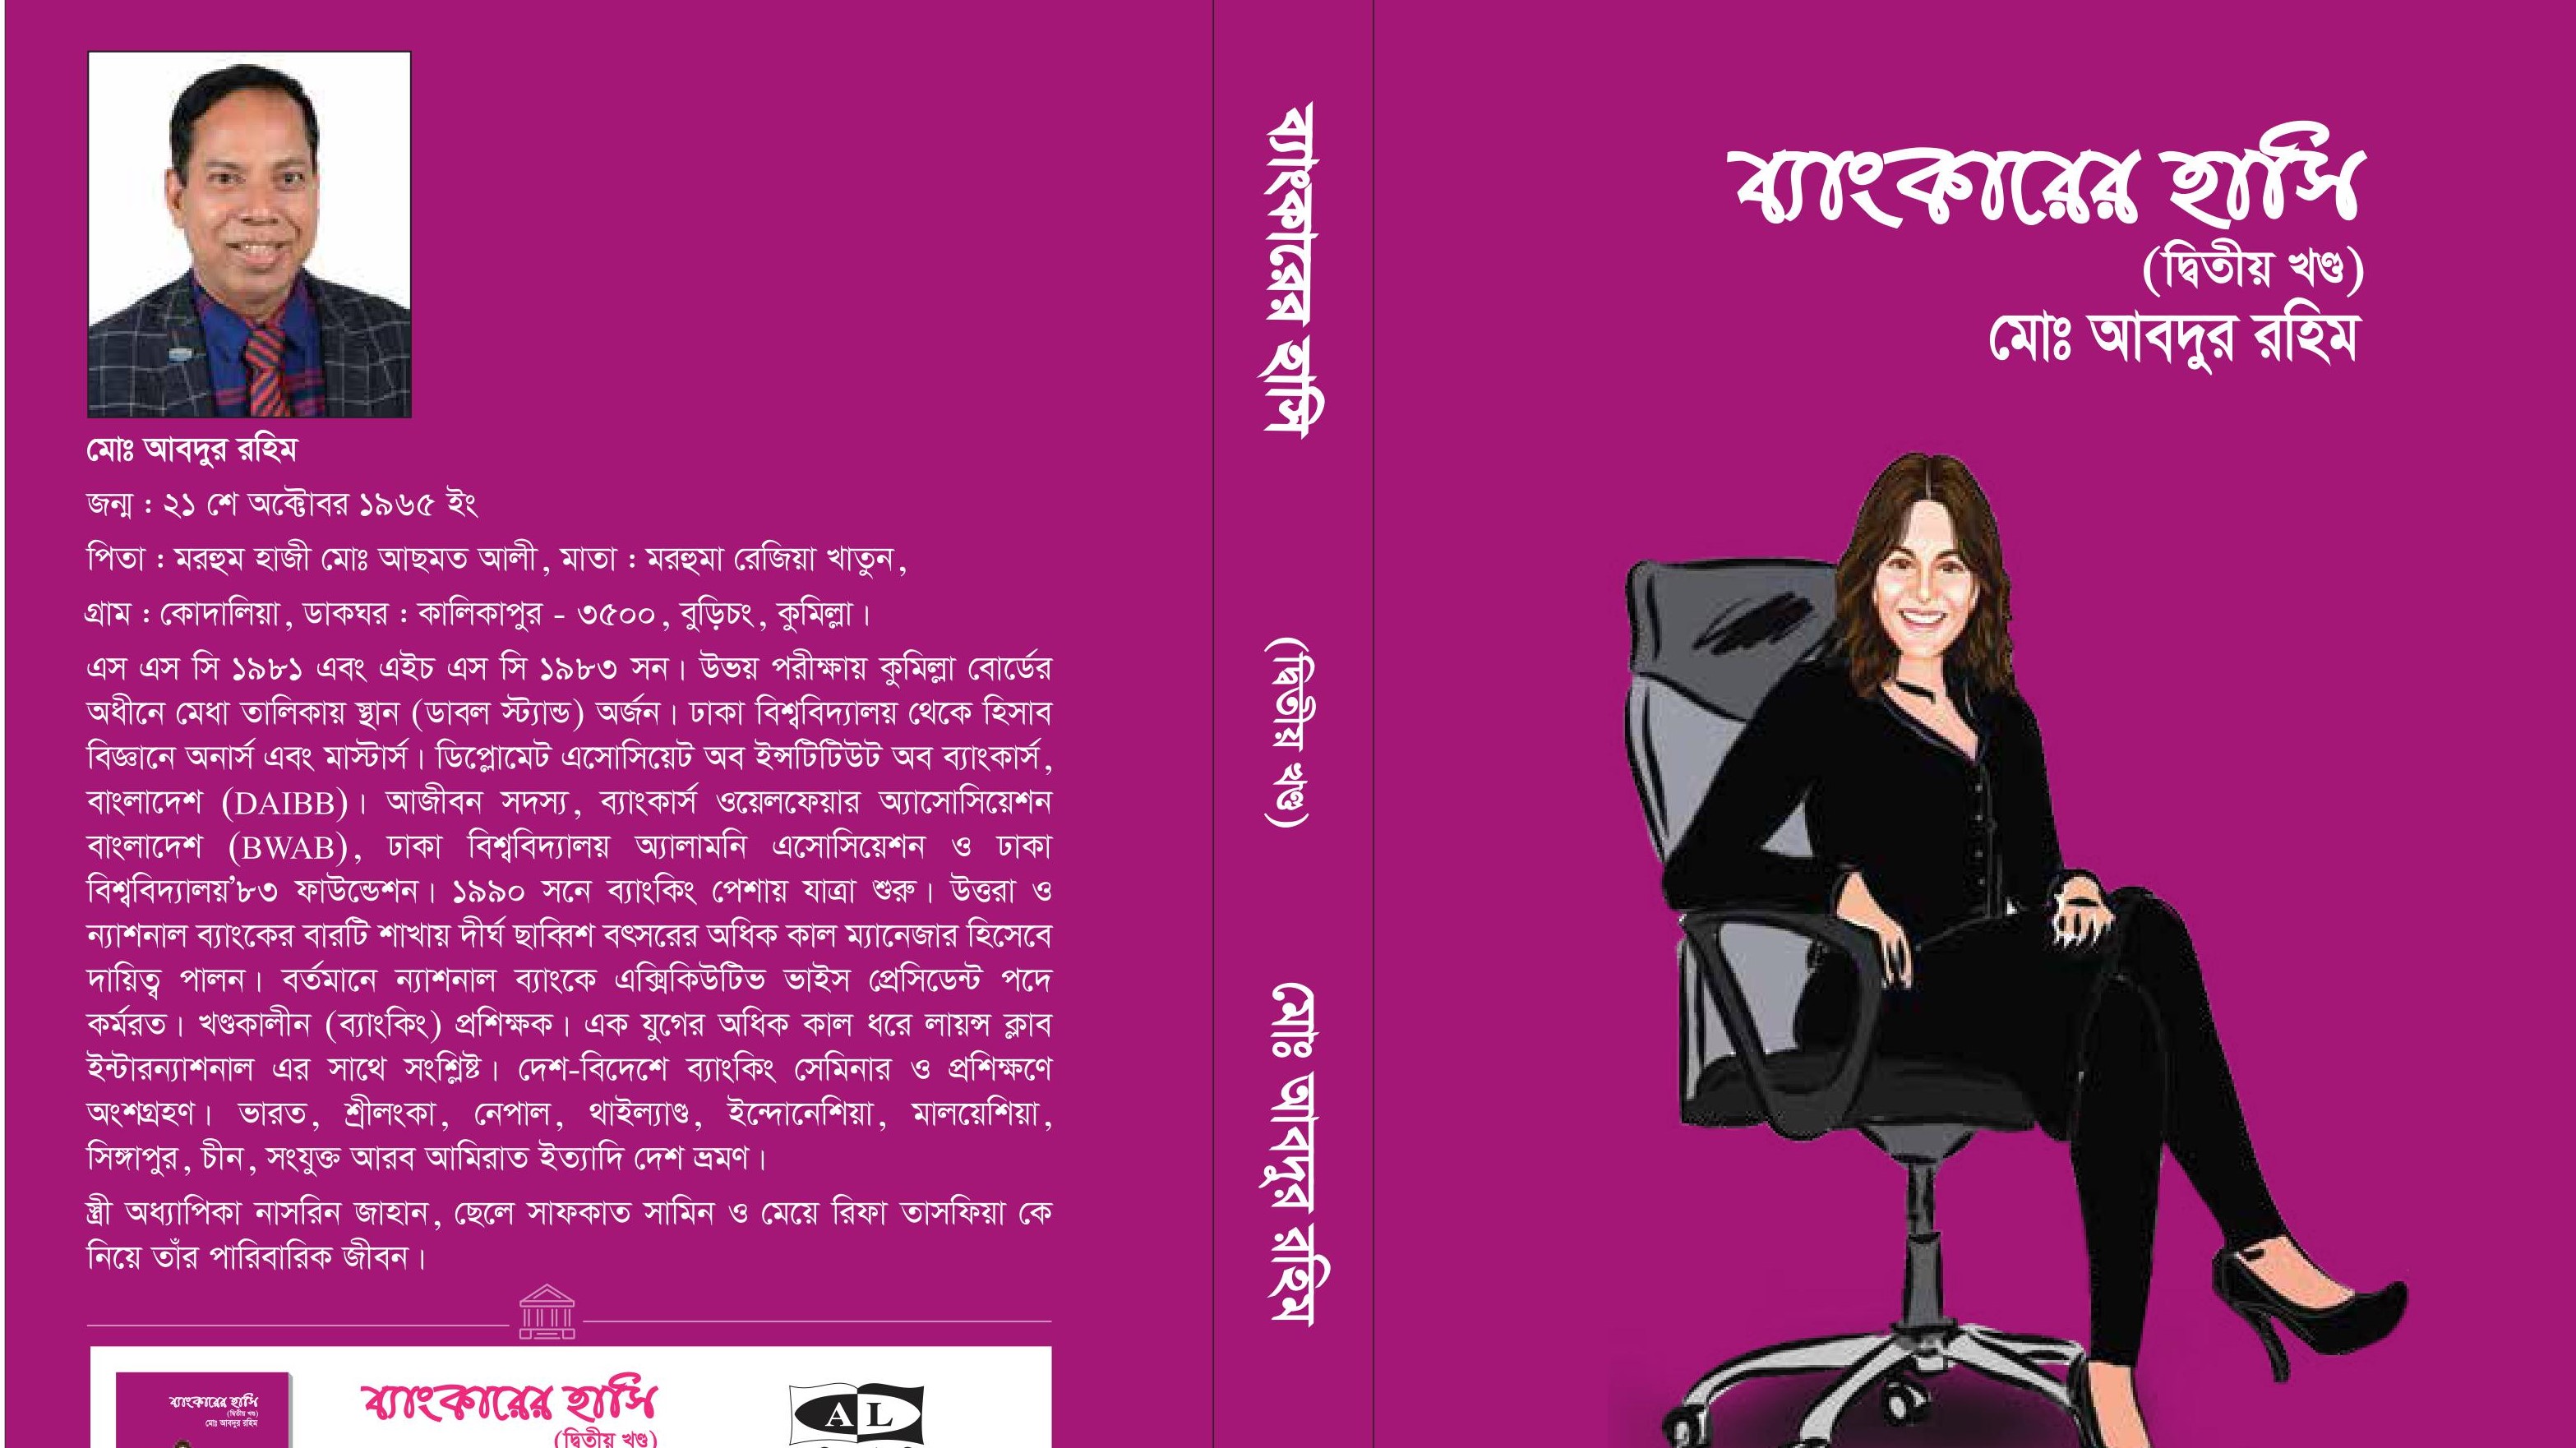 মোঃ আবদুর রহিম
জন্ম : ২১ শে অক্টোবর ১৯৬৫ ইং
পিতা : মরহুম হাজী মোঃ আছমত আলী, মাতা : মরহুমা রেজিয়া খাতুন,
গ্রাম : কোদালিয়া, ডাকঘর : কালিকাপুর - ৩৫০০, বুড়িচং, কুমিল্লা।
এস এস সি ১৯৮১ এবং এইচ এস সি ১৯৮৩ সন। উভয় পরীক্ষায় কুমিল্লা বোর্ডের
অধীনে মেধা তালিকায় স্থান (ডাবল স্ট্যান্ড) অর্জন। ঢাকা বিশ্ববিদ্যালয় থেকে হিসাব
বিজ্ঞানে অনার্স এবং মাস্টার্স। ডিপ্লোমেট এসোসিয়েট অব ইন্সটিটিউট অব ব্যাংকার্স,
বাংলাদেশ (DAIBB)। আজীবন সদস্য, ব্যাংকার্স ওয়েলফেয়ার অ্যাসোসিয়েশন
বাংলাদেশ (BWAB), ঢাকা বিশ্ববিদ্যালয় অ্যালামনি এসোসিয়েশন ও ঢাকা
বিশ্ববিদ্যালয়’৮৩ ফাউন্ডেশন। ১৯৯০ সনে ব্যাংকিং পেশায় যাত্রা শুরু। উত্তরা ও
ন্যাশনাল ব্যাংকের বারটি শাখায় দীর্ঘ ছাব্বিশ বৎসরের অধিক কাল ম্যানেজার হিসেবে
দায়িত্ব পালন। বর্তমানে ন্যাশনাল ব্যাংকে এক্সিকিউটিভ ভাইস প্রেসিডেন্ট পদে
কর্মরত। খণ্ডকালীন (ব্যাংকিং) প্রশিক্ষক। এক যুগের অধিক কাল ধরে লায়ন্স ক্লাব
ইন্টারন্যাশনাল এর সাথে সংশ্লিষ্ট। দেশ-বিদেশে ব্যাংকিং সেমিনার ও প্রশিক্ষণে
অংশগ্রহণ। ভারত, শ্রীলংকা, নেপাল, থাইল্যাণ্ড, ইন্দোনেশিয়া, মালয়েশিয়া,
সিঙ্গাপুর, চীন, সংযুক্ত আরব আমিরাত ইত্যাদি দেশ ভ্রমণ।
স্ত্রী অধ্যাপিকা নাসরিন জাহান, ছেলে সাফকাত সামিন ও মেয়ে রিফা তাসফিয়া কে
নিয়ে তাঁর পারিবারিক জীবন।
ব্যাংকারের হাসি
(দ্বিতীয় খণ্ড)
মোঃ আবদুর রহিম
ব্যাংকারের হাসি
(দ্বিতীয় খণ্ড)
AL
ব্যাংকারের হাসি
(দ্বিতীয় খণ্ড)
মোঃ আবদুর রহিম
ব্যাংকারের হাসি
(দ্বিতীয় খণ্ড)
মোঃ আবদুর রহিম